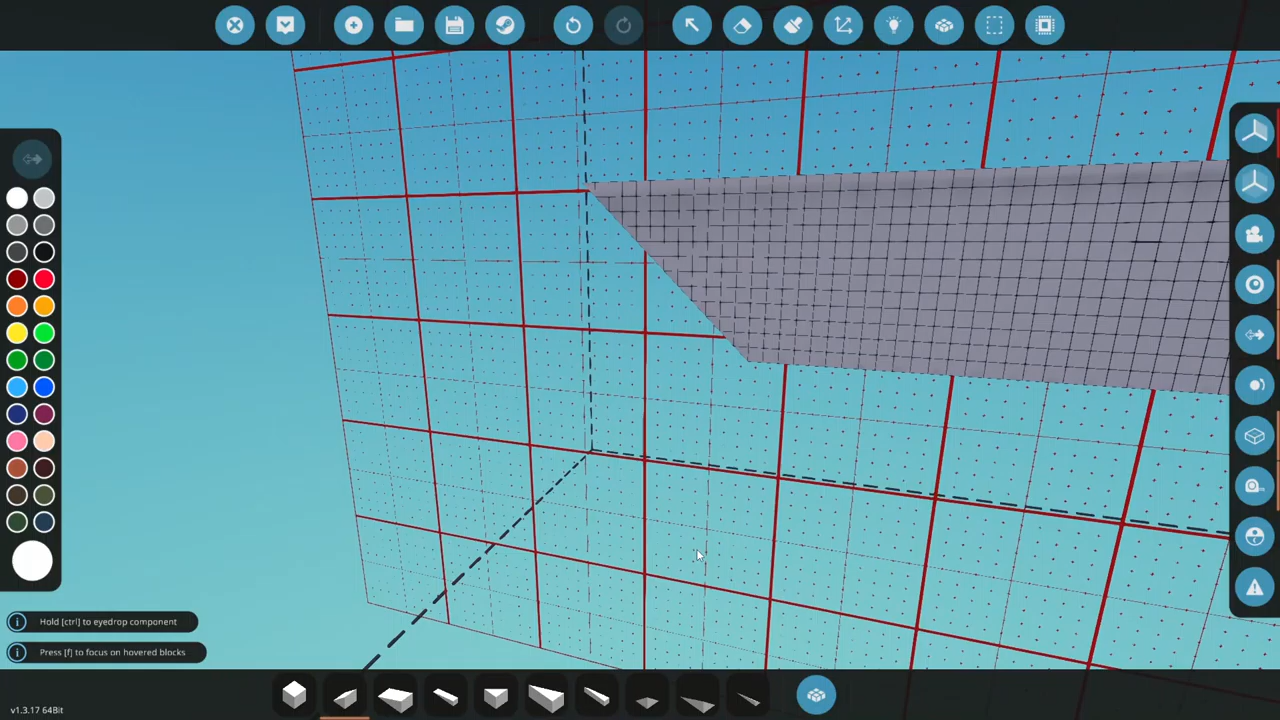 Hold [ctrl] to eyedrop component
Press [f] to focus on hovered blocks
v1.3.17 64Bit